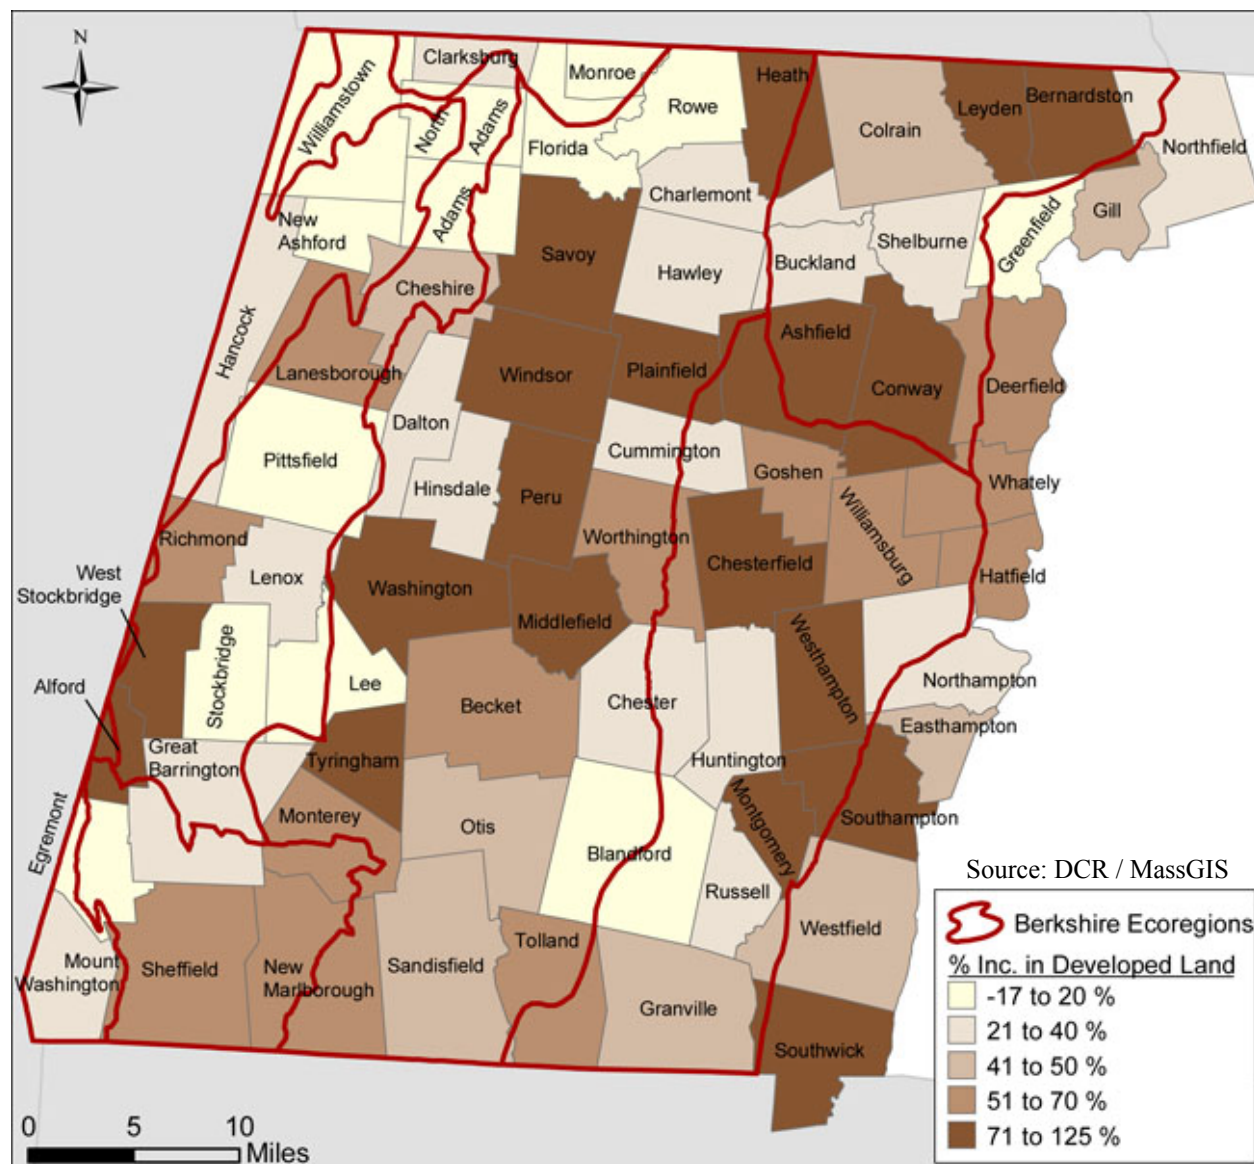 N
Clarksburg
Monroe
Heath
Williamstown
North
Adams
Rowe
Florida
Colrain
Leyden
Bernardston
Northfield
Charlemont
Adams
New
Ashford
Savoy
Hawley
Buckland
Shelburne
Greenfield
Gill
Cheshire
Hancock
Lanesborough
Windsor
Plainfield
Ashfield
Conway
Deerfield
Dalton
Pittsfield
Cummington
Goshen
Hinsdale
Peru
Whately
Richmond
Worthington
Williamsburg
Chesterfield
West
Stockbridge
Lenox
Washington
Hatfield
Middlefield
Westhampton
Stockbridge
Alford
Lee
Becket
Chester
Northampton
Easthampton
Great
Barrington
Tyringham
Huntington
Egremont
Monterey
Otis
Montgomery
Southampton
Blandford
Russell
Westfield
Mount
Washington
Sheffield
New
Marlborough
Sandisfield
Tolland
Granville
Southwick
Source: DCR / MassGIS
Berkshire Ecoregions
% Inc. in Developed Land
-17 to 20 %
21 to 40 %
41 to 50 %
51 to 70 %
71 to 125 %
0 5 10
Miles